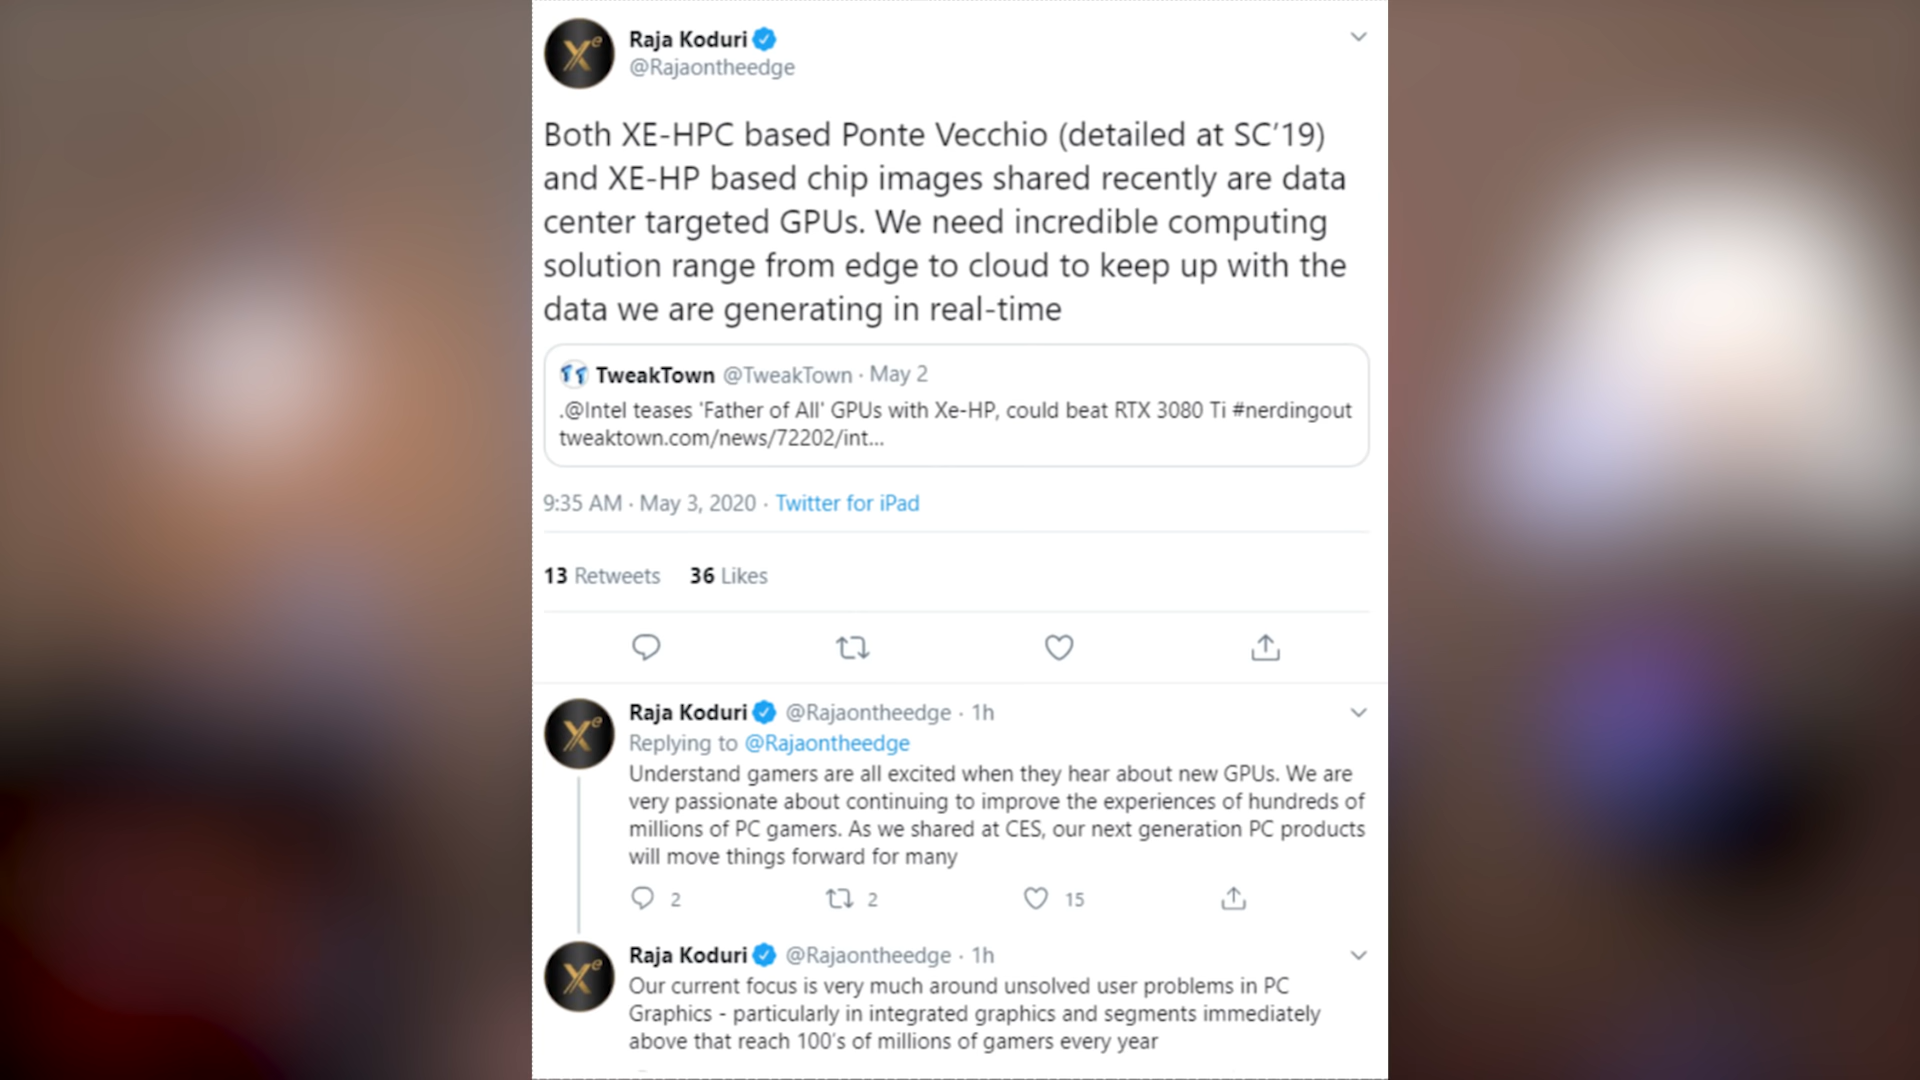 Raja Koduri
@Rajaontheedge
Both XE-HPC based Ponte Vecchio (detailed at SC'19)
and XE-HP based chip images shared recently are data
center targeted GPUs. We need incredible computing
solution range from edge to cloud to keep up with the
data we are generating in real-time
TweakTown @TweakTown · May 2
.@Intel teases 'Father of All' GPUs with Xe-HP, could beat RTX 3080 Ti #nerdingout
tweaktown.com/news/72202/int...
9:35 AM · May 3, 2020 · Twitter for iPad
13 Retweets 36 Likes
Raja Koduri @Rajaontheedge · 1h
Replying to @Rajaontheedge
Understand gamers are all excited when they hear about new GPUs. We are
very passionate about continuing to improve the experiences of hundreds of
millions of PC gamers. As we shared at CES, our next generation PC products
will move things forward for many
2 2 15
Raja Koduri @Rajaontheedge · 1h
Our current focus is very much around unsolved user problems in PC
Graphics - particularly in integrated graphics and segments immediately
above that reach 100's of millions of gamers every year